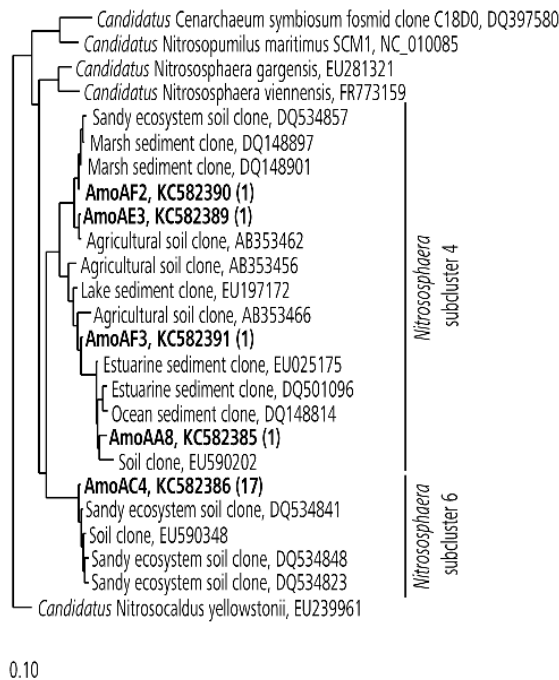 Candidatus Cenarchaeum symbiosum fosmid clone C18D0, DQ397580
Candidatus Nitrosopumilus maritimus SCM1, NC_010085
Candidatus Nitrososphaera gargensis, EU281321
Candidatus Nitrososphaera viennensis, FR773159
Sandy ecosystem soil clone, DQ534857
Marsh sediment clone, DQ148897
Marsh sediment clone, DQ148901
AmoAF2, KC582390 (1)
AmoAE3, KC582389 (1)
Agricultural soil clone, AB353462
Agricultural soil clone, AB353456
Lake sediment clone, EU197172
Agricultural soil clone, AB353466
AmoAF3, KC582391 (1)
Estuarine sediment clone, EU025175
Estuarine sediment clone, DQ501096
Ocean sediment clone, DQ148814
AmoAA8, KC582385 (1)
Soil clone, EU590202
Nitrososphaera
subcluster 4
AmoAC4, KC582386 (17)
Sandy ecosystem soil clone, DQ534841
Soil clone, EU590348
Sandy ecosystem soil clone, DQ534848
Sandy ecosystem soil clone, DQ534823
Nitrososphaera
subcluster 6
Candidatus Nitrosocaldus yellowstonii, EU239961
0.10